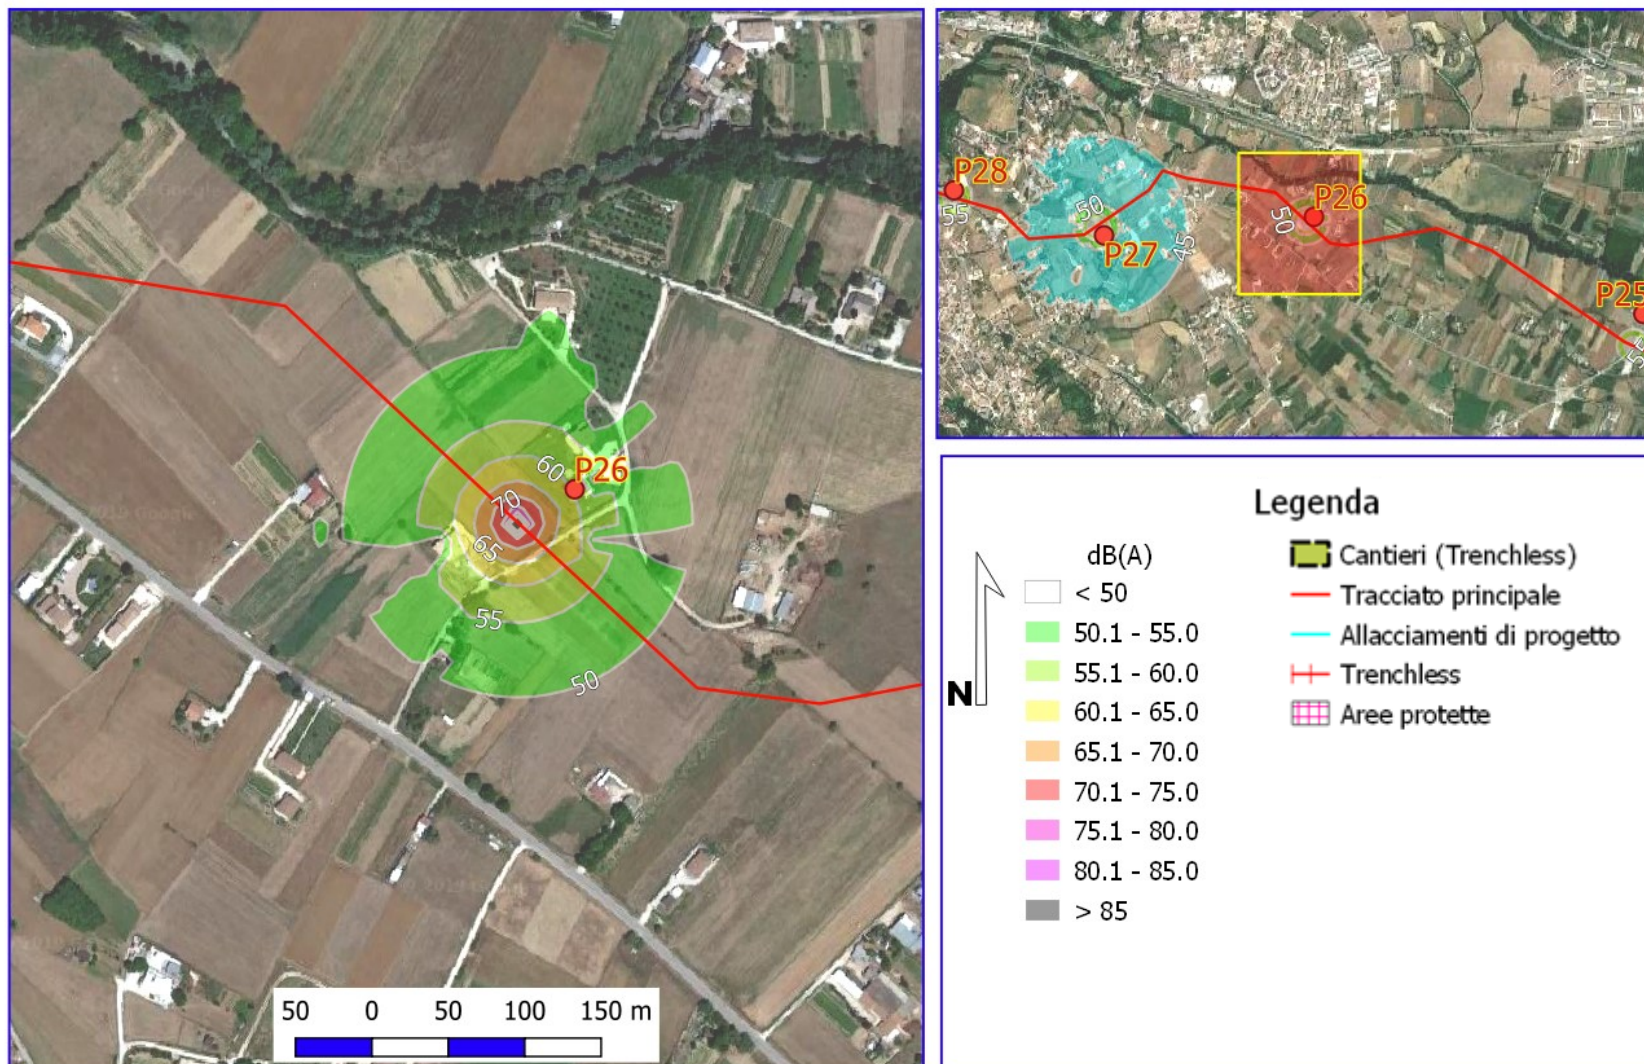 60
P26
70
65
55
50
50 0 50 100 150 m
P28
55
50
P27
45
50
P26
P25
55
Legenda
dB(A)
< 50
50.1 - 55.0
55.1 - 60.0
60.1 - 65.0
65.1 - 70.0
70.1 - 75.0
75.1 - 80.0
80.1 - 85.0
> 85
N
Cantieri (Trenchless)
Tracciato principale
Allacciamenti di progetto
Trenchless
Aree protette